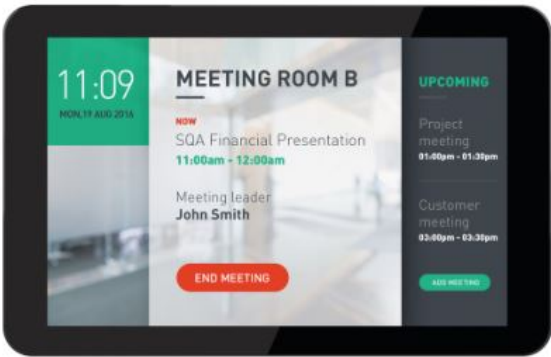 11:09
MON,19 AUG 2016
MEETING ROOM B
NOW
SQA Financial Presentation
11:00am - 12:00am
Meeting leader
John Smith
END MEETING
UPCOMING
Project
meeting
01:00pm - 01:30pm
Customer
meeting
03:00pm - 03:30pm
ADD MEETING